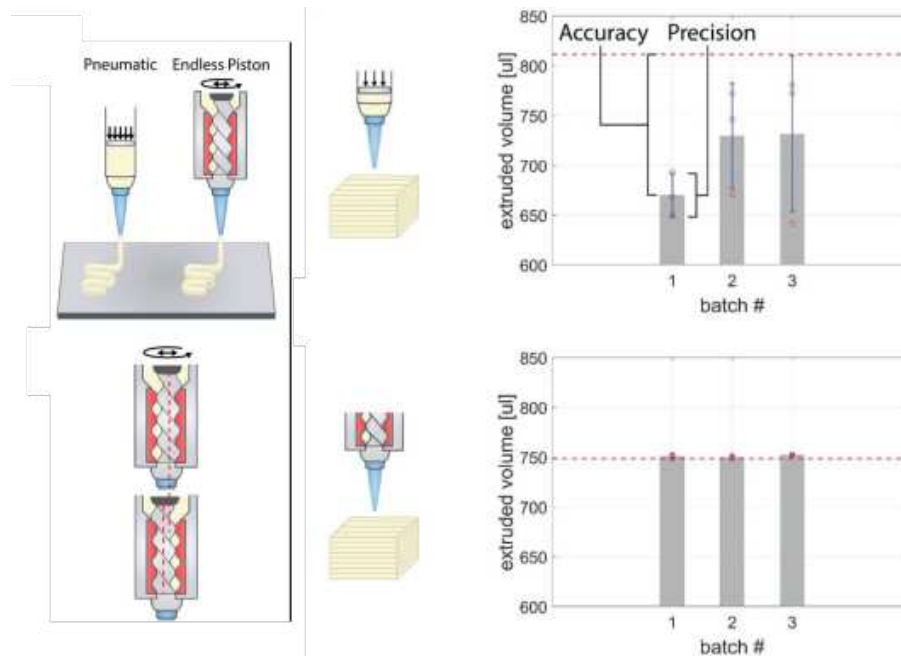 Pneumatic
Endless Piston
Accuracy
Precision
extruded volume [ul]
850
800
750
700
650
600
1 2 3
batch #
extruded volume [ul]
850
800
750
700
650
600
1 2 3
batch #